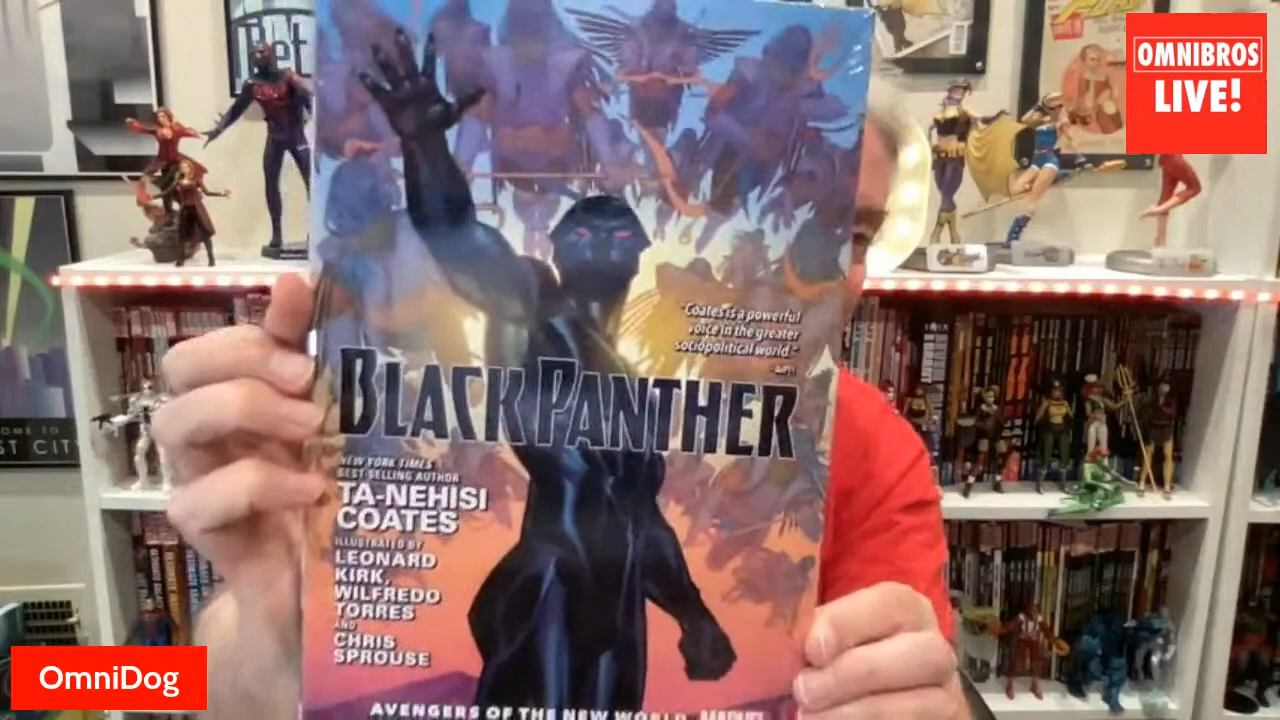 OMNIBROS
LIVE!
"Coates is a powerful
voice in the greater
sociopolitical world."
BLACK PANTHER
NEW YORK TIMES
BEST-SELLING AUTHOR
TA-NEHISI
COATES
ILLUSTRATED BY
LEONARD
KIRK,
WILFREDO
TORRES
AND
CHRIS
SPROUSE
AVENGERS OF THE NEW WORLD MARVEL
OmniDog